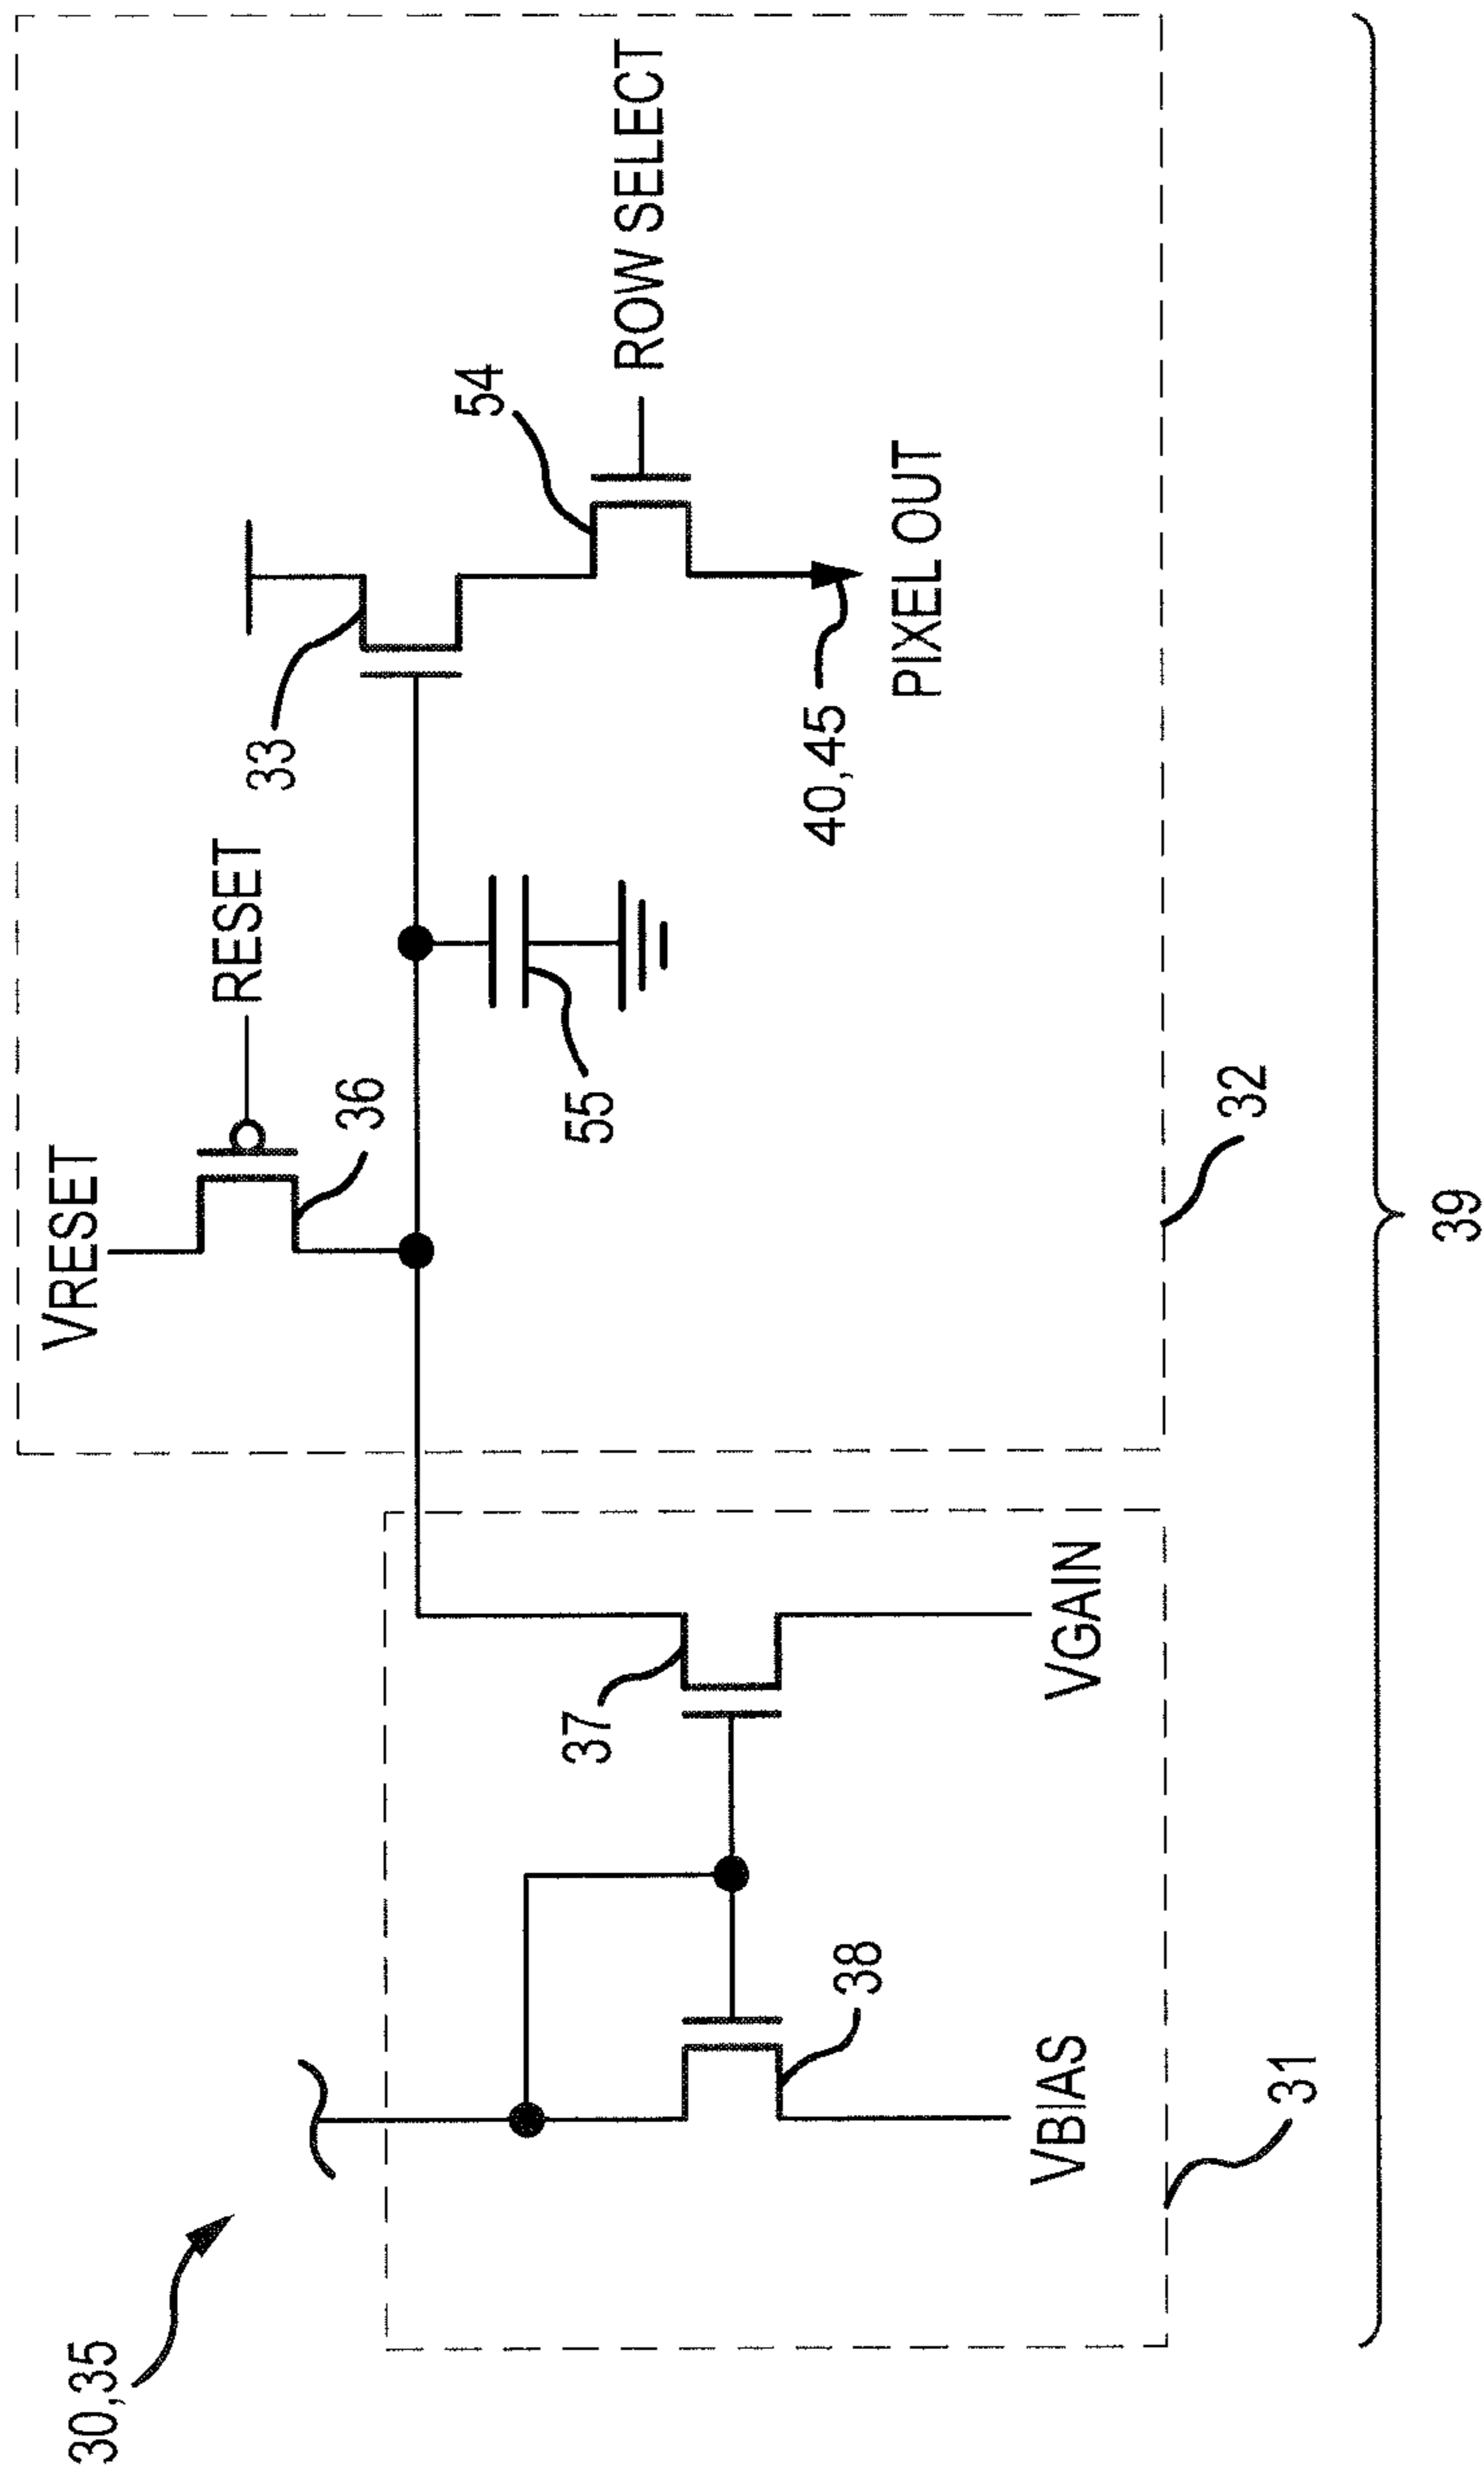 30,35
VRESET
RESET
36
33
54
ROW SELECT
55
40,45
PIXEL OUT
37
38
VBIAS
VGAIN
31
32
39